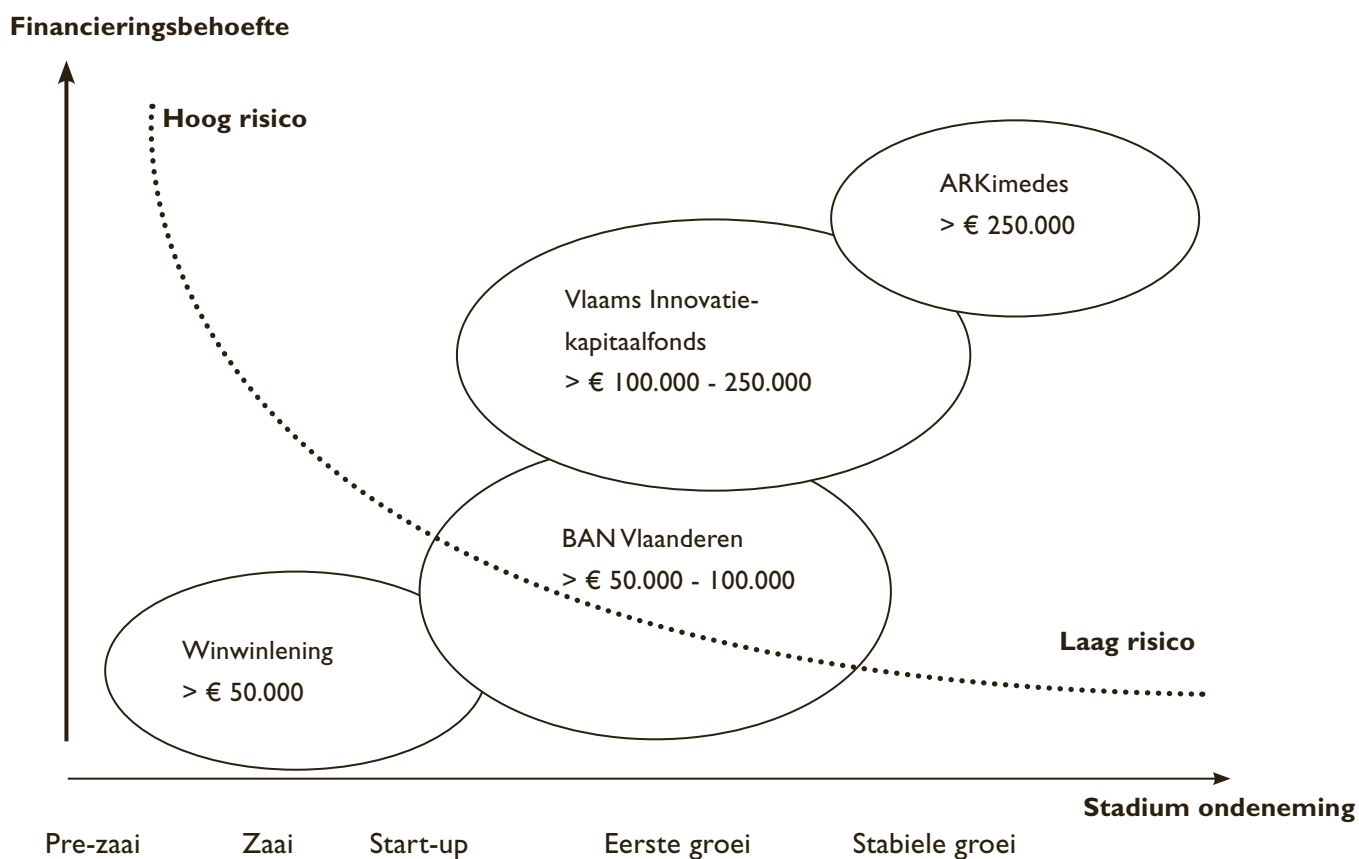 Financieringsbehoefte
Hoog risico
ARKimedes
> € 250.000
Vlaams Innovatie-
kapitaalfonds
> € 100.000 - 250.000
BAN Vlaanderen
> € 50.000 - 100.000
Winwinlening
> € 50.000
Laag risico
Stadium ondeneming
Pre-zaai Zaai Start-up Eerste groei Stabiele groei